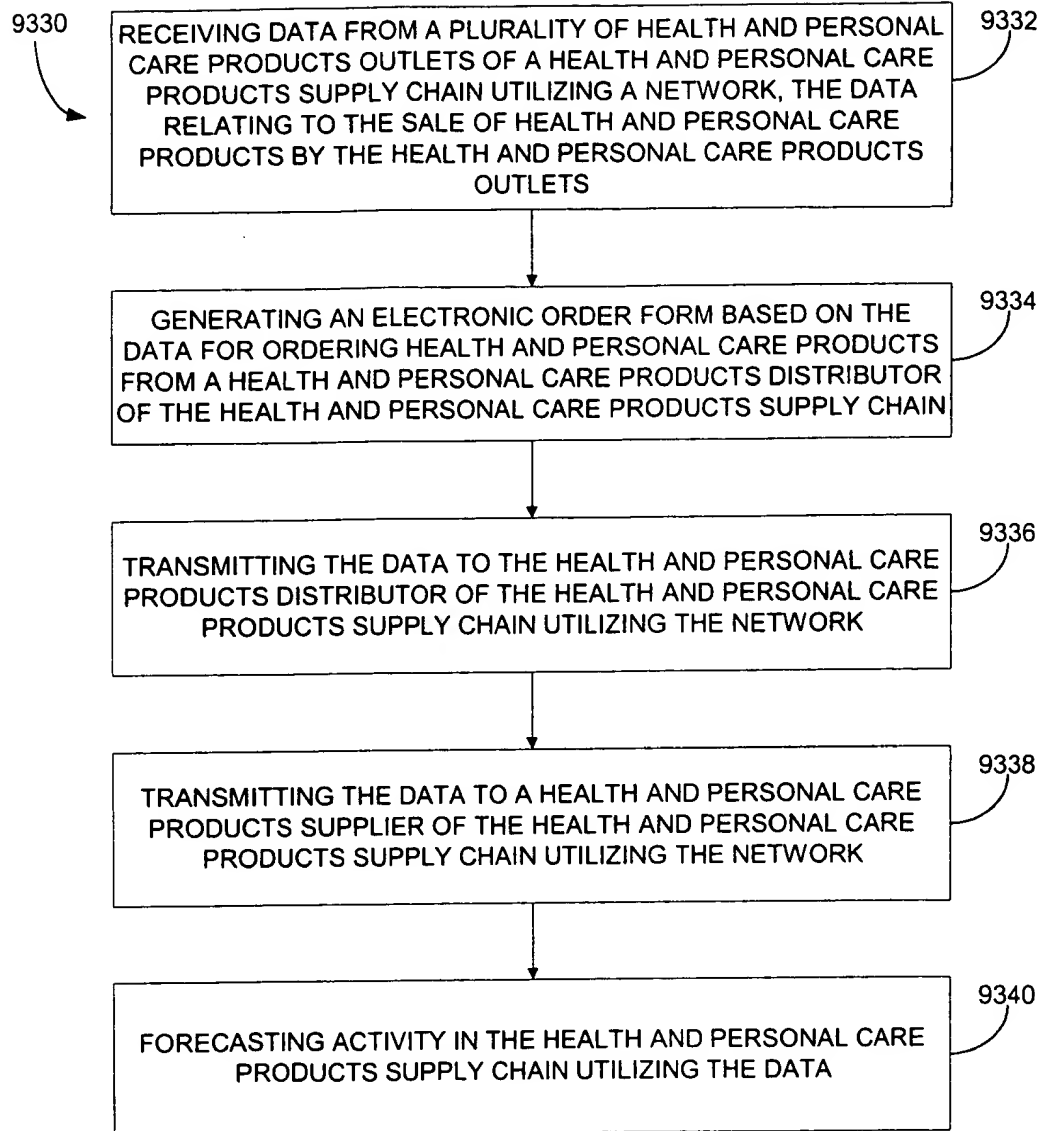 9330
9332
RECEIVING DATA FROM A PLURALITY OF HEALTH AND PERSONAL
CARE PRODUCTS OUTLETS OF A HEALTH AND PERSONAL CARE
PRODUCTS SUPPLY CHAIN UTILIZING A NETWORK, THE DATA
RELATING TO THE SALE OF HEALTH AND PERSONAL CARE
PRODUCTS BY THE HEALTH AND PERSONAL CARE PRODUCTS
OUTLETS
9334
GENERATING AN ELECTRONIC ORDER FORM BASED ON THE
DATA FOR ORDERING HEALTH AND PERSONAL CARE PRODUCTS
FROM A HEALTH AND PERSONAL CARE PRODUCTS DISTRIBUTOR
OF THE HEALTH AND PERSONAL CARE PRODUCTS SUPPLY CHAIN
9336
TRANSMITTING THE DATA TO THE HEALTH AND PERSONAL CARE
PRODUCTS DISTRIBUTOR OF THE HEALTH AND PERSONAL CARE
PRODUCTS SUPPLY CHAIN UTILIZING THE NETWORK
9338
TRANSMITTING THE DATA TO A HEALTH AND PERSONAL CARE
PRODUCTS SUPPLIER OF THE HEALTH AND PERSONAL CARE
PRODUCTS SUPPLY CHAIN UTILIZING THE NETWORK
9340
FORECASTING ACTIVITY IN THE HEALTH AND PERSONAL CARE
PRODUCTS SUPPLY CHAIN UTILIZING THE DATA